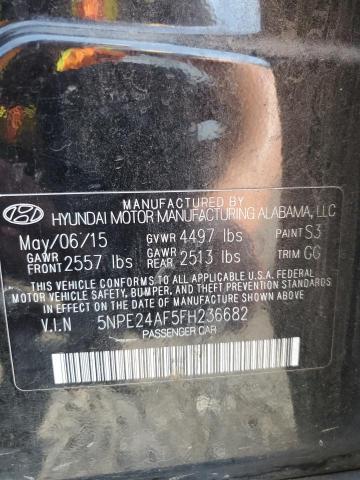 MANUFACTURED BY
HYUNDAI MOTOR MANUFACTURING ALABAMA, LLC
May/06/15 GVWR 4497 lbs PAINT S3
GAWR FRONT 2557 lbs GAWR REAR 2513 lbs TRIM GG
THIS VEHICLE CONFORMS TO ALL APPLICABLE
U.S. FEDERAL MOTOR VEHICLE SAFETY,
BUMPER, AND THEFT PREVENTION STANDARDS
IN EFFECT ON THE DATE OF MANUFACTURE
SHOWN ABOVE.
V.I.N 5NPE24AF5FH236682
PASSENGER CAR